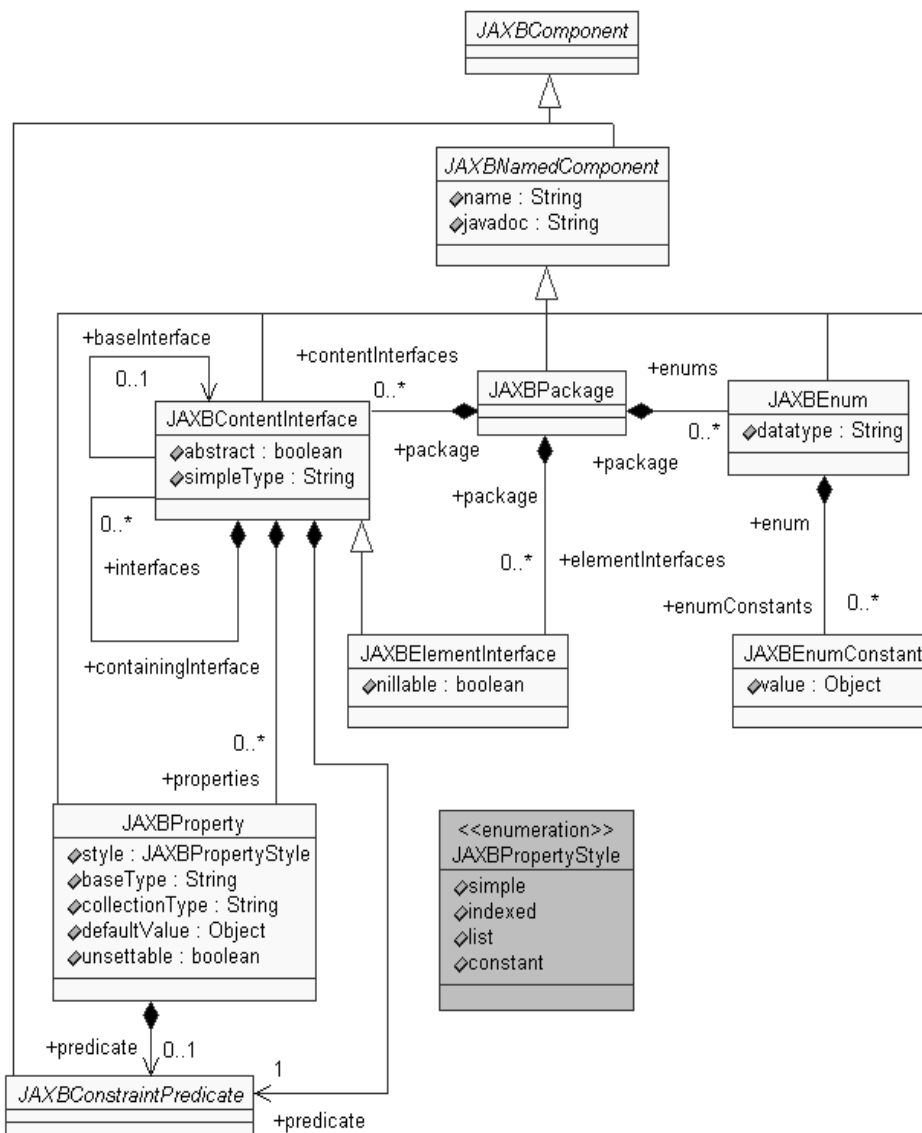 JAXBComponent
JAXBNamedComponent
name : String
javadoc : String
+baseInterface
0..1
+contentInterfaces
0..*
JAXBPackage
+enums
0..*
JAXBEnum
datatype : String
JAXBContentInterface
abstract : boolean
simpleType : String
+package
+package
+package
0..*
+interfaces
+containingInterface
0..*
+elementInterfaces
+enum
+enumConstants
0..*
JAXBElementInterface
nillable : boolean
JAXBEnumConstant
value : Object
0..*
+properties
JAXBProperty
style : JAXBPropertyStyle
baseType : String
collectionType : String
defaultValue : Object
unsettable : boolean
<<enumeration>>
JAXBPropertyStyle
simple
indexed
list
constant
+predicate
0..1
1
+predicate
JAXBConstraintPredicate